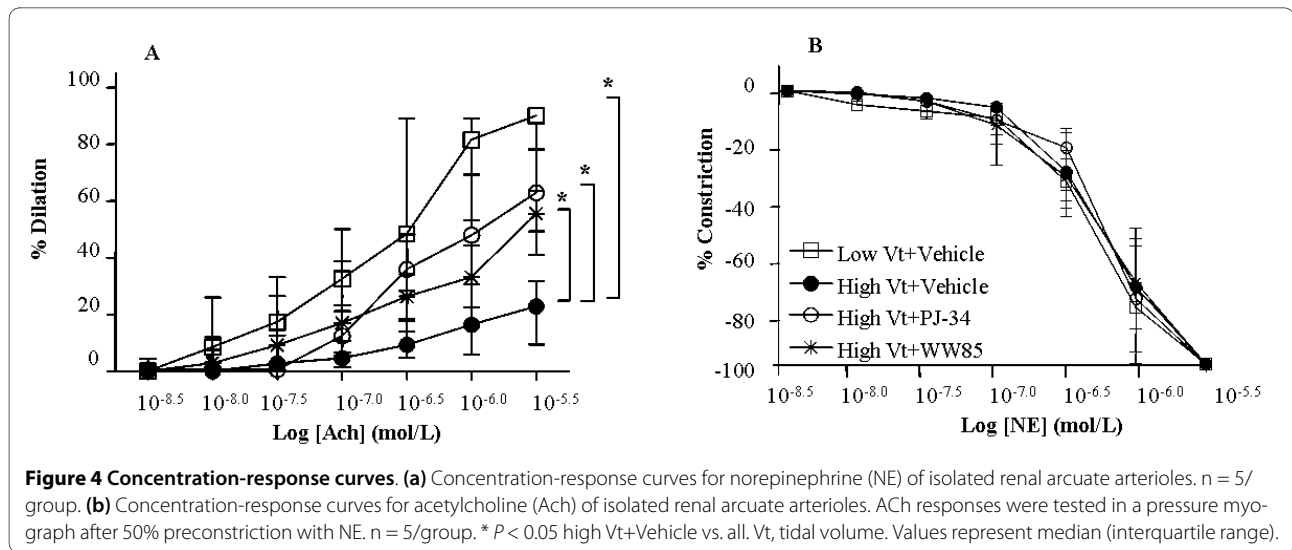 A
B
100
80
60
40
20
0
% Dilation
*
*
*
10-8.5 10-8.0 10-7.5 10-7.0 10-6.5 10-6.0 10-5.5
Log [Ach] (mol/L)
0
-20
-40
-60
-80
-100
% Constriction
Low Vt+Vehicle
High Vt+Vehicle
High Vt+PJ-34
High Vt+WW85
10-8.5 10-8.0 10-7.5 10-7.0 10-6.5 10-6.0 10-5.5
Log [NE] (mol/L)
Figure 4 Concentration-response curves. (a) Concentration-response curves for norepinephrine (NE) of isolated renal arcuate arterioles. n = 5/
group. (b) Concentration-response curves for acetylcholine (Ach) of isolated renal arcuate arterioles. ACh responses were tested in a pressure myo-
graph after 50% preconstriction with NE. n = 5/group. * P < 0.05 high Vt+Vehicle vs. all. Vt, tidal volume. Values represent median (interquartile range).